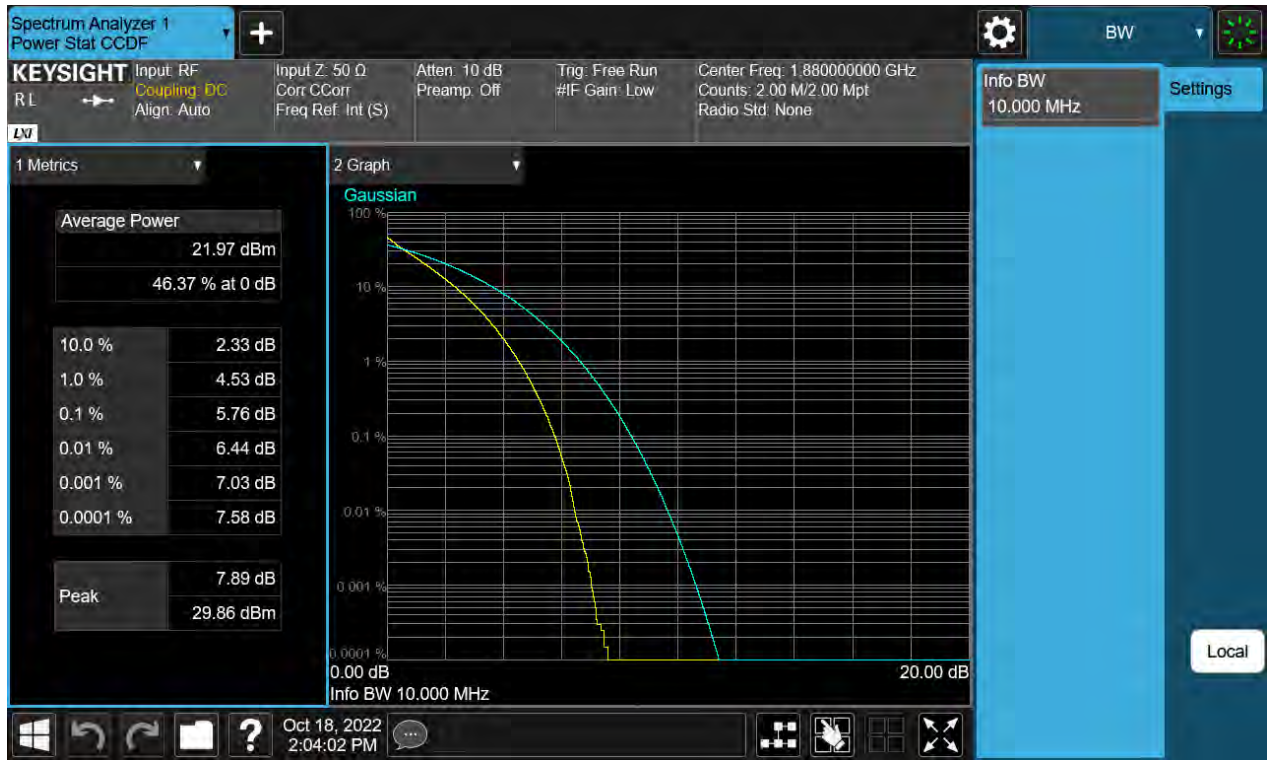 Spectrum Analyzer 1
Power Stat CCDF
+
BW
KEYSIGHT
RL
LXI
Input: RF
Coupling: DC
Align: Auto
Input Z: 50 Ω
Corr CCorr
Freq Ref: Int (S)
Atten: 10 dB
Preamp: Off
Trig: Free Run
#IF Gain: Low
Center Freq: 1.880000000 GHz
Counts: 2.00 M/2.00 Mpt
Radio Std: None
Info BW
10.000 MHz
Settings
1 Metrics
Average Power
21.97 dBm
46.37 % at 0 dB
10.0 % 2.33 dB
1.0 % 4.53 dB
0.1 % 5.76 dB
0.01 % 6.44 dB
0.001 % 7.03 dB
0.0001 % 7.58 dB
Peak
7.89 dB
29.86 dBm
2 Graph
Gaussian
100 %
10 %
1 %
0.1 %
0.01 %
0.001 %
0.0001 %
0.00 dB 20.00 dB
Info BW 10.000 MHz
Local
?
Oct 18, 2022
2:04:02 PM